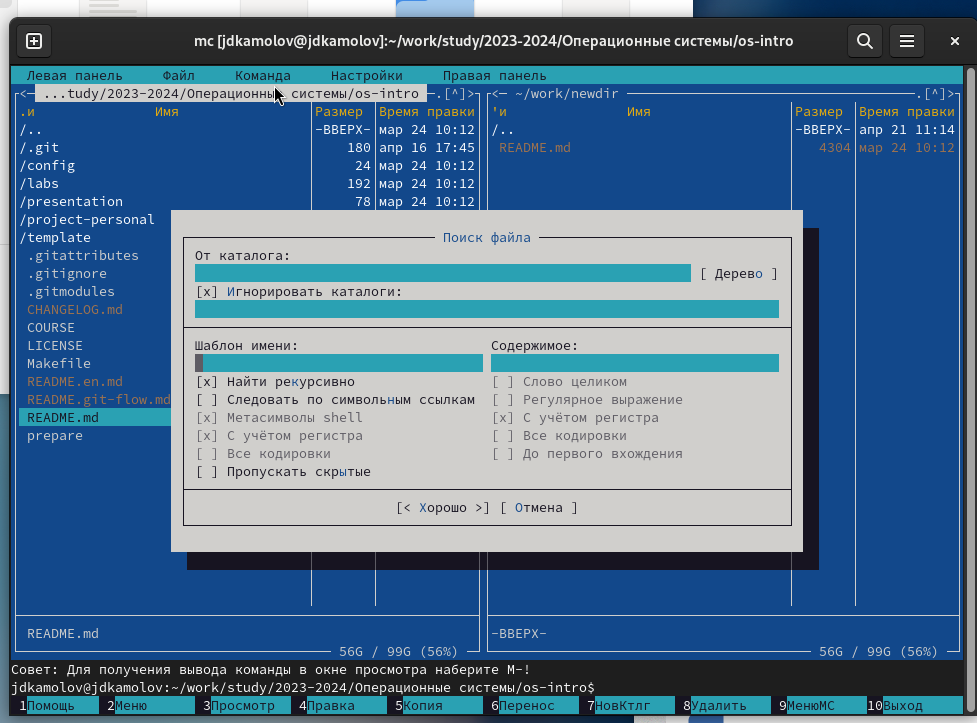 mc [jdkamolov@jdkamolov]:~/work/study/2023-2024/Операционные системы/os-intro
Левая панель Файл Команда Настройки Правая панель
<─ ...tudy/2023-2024/Операционные системы/os-intro ─.[^]>
<─ ~/work/newdir ─.[^]>
.и Имя Размер Время правки
'и Имя Размер Время правки
/.. -ВВЕРХ- мар 24 10:12
/.. -ВВЕРХ- апр 21 11:14
/.git 180 апр 16 17:45
README.md 4304 мар 24 10:12
/config 24 мар 24 10:12
/labs 192 мар 24 10:12
/presentation 78 мар 24 10:12
/project-personal
/template
.gitattributes
.gitignore
.gitmodules
CHANGELOG.md
COURSE
LICENSE
Makefile
README.en.md
README.git-flow.md
README.md
prepare
Поиск файла
От каталога:
[ Дерево ]
[x] Игнорировать каталоги:
Шаблон имени: Содержимое:
[x] Найти рекурсивно [ ] Слово целиком
[ ] Следовать по символьным ссылкам [ ] Регулярное выражение
[x] Метасимволы shell [x] С учётом регистра
[x] С учётом регистра [ ] Все кодировки
[ ] Все кодировки [ ] До первого вхождения
[ ] Пропускать скрытые
[< Хорошо >] [ Отмена ]
README.md -ВВЕРХ-
56G / 99G (56%) 56G / 99G (56%)
Совет: Для получения вывода команды в окне просмотра наберите M-!
jdkamolov@jdkamolov:~/work/study/2023-2024/Операционные системы/os-intro$
1Помощь 2Меню 3Просмотр 4Правка 5Копия 6Перенос 7НовКтлг 8Удалить 9МенюМС 10Выход